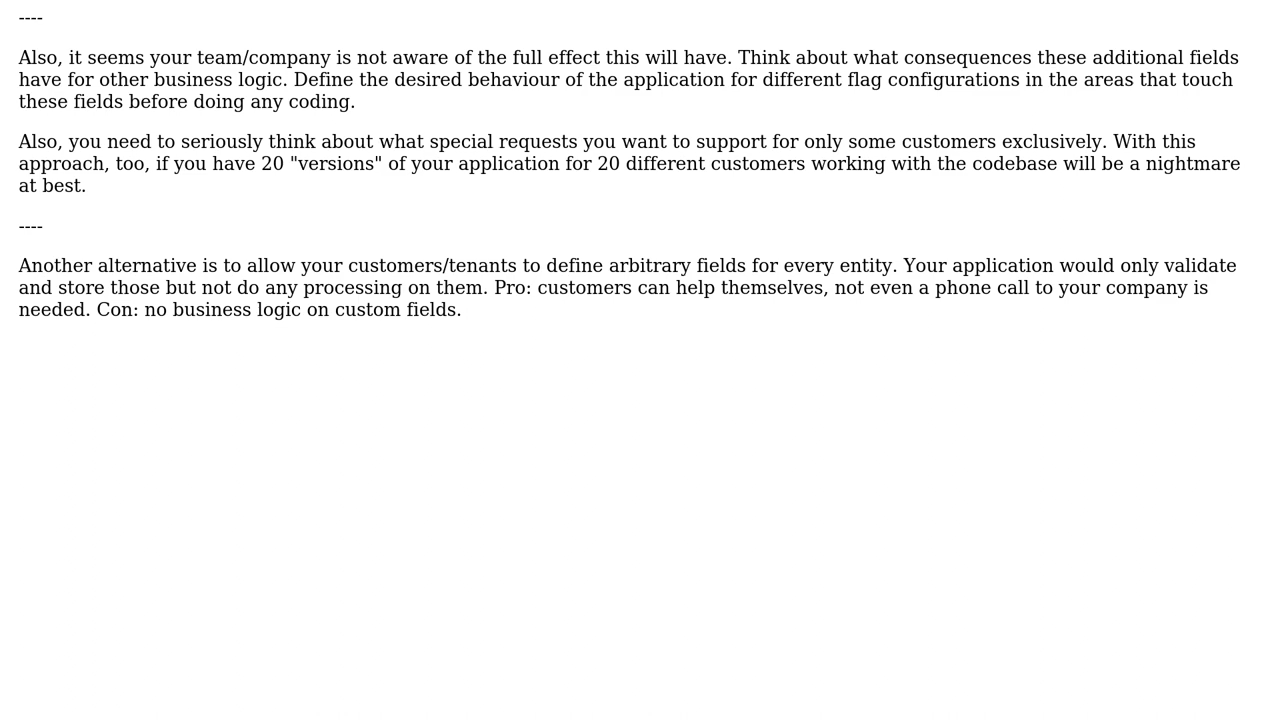 ----
Also, it seems your team/company is not aware of the full effect this will have. Think about what consequences these additional fields
have for other business logic. Define the desired behaviour of the application for different flag configurations in the areas that touch
these fields before doing any coding.
Also, you need to seriously think about what special requests you want to support for only some customers exclusively. With this
approach, too, if you have 20 "versions" of your application for 20 different customers working with the codebase will be a nightmare
at best.
----
Another alternative is to allow your customers/tenants to define arbitrary fields for every entity. Your application would only validate
and store those but not do any processing on them. Pro: customers can help themselves, not even a phone call to your company is
needed. Con: no business logic on custom fields.